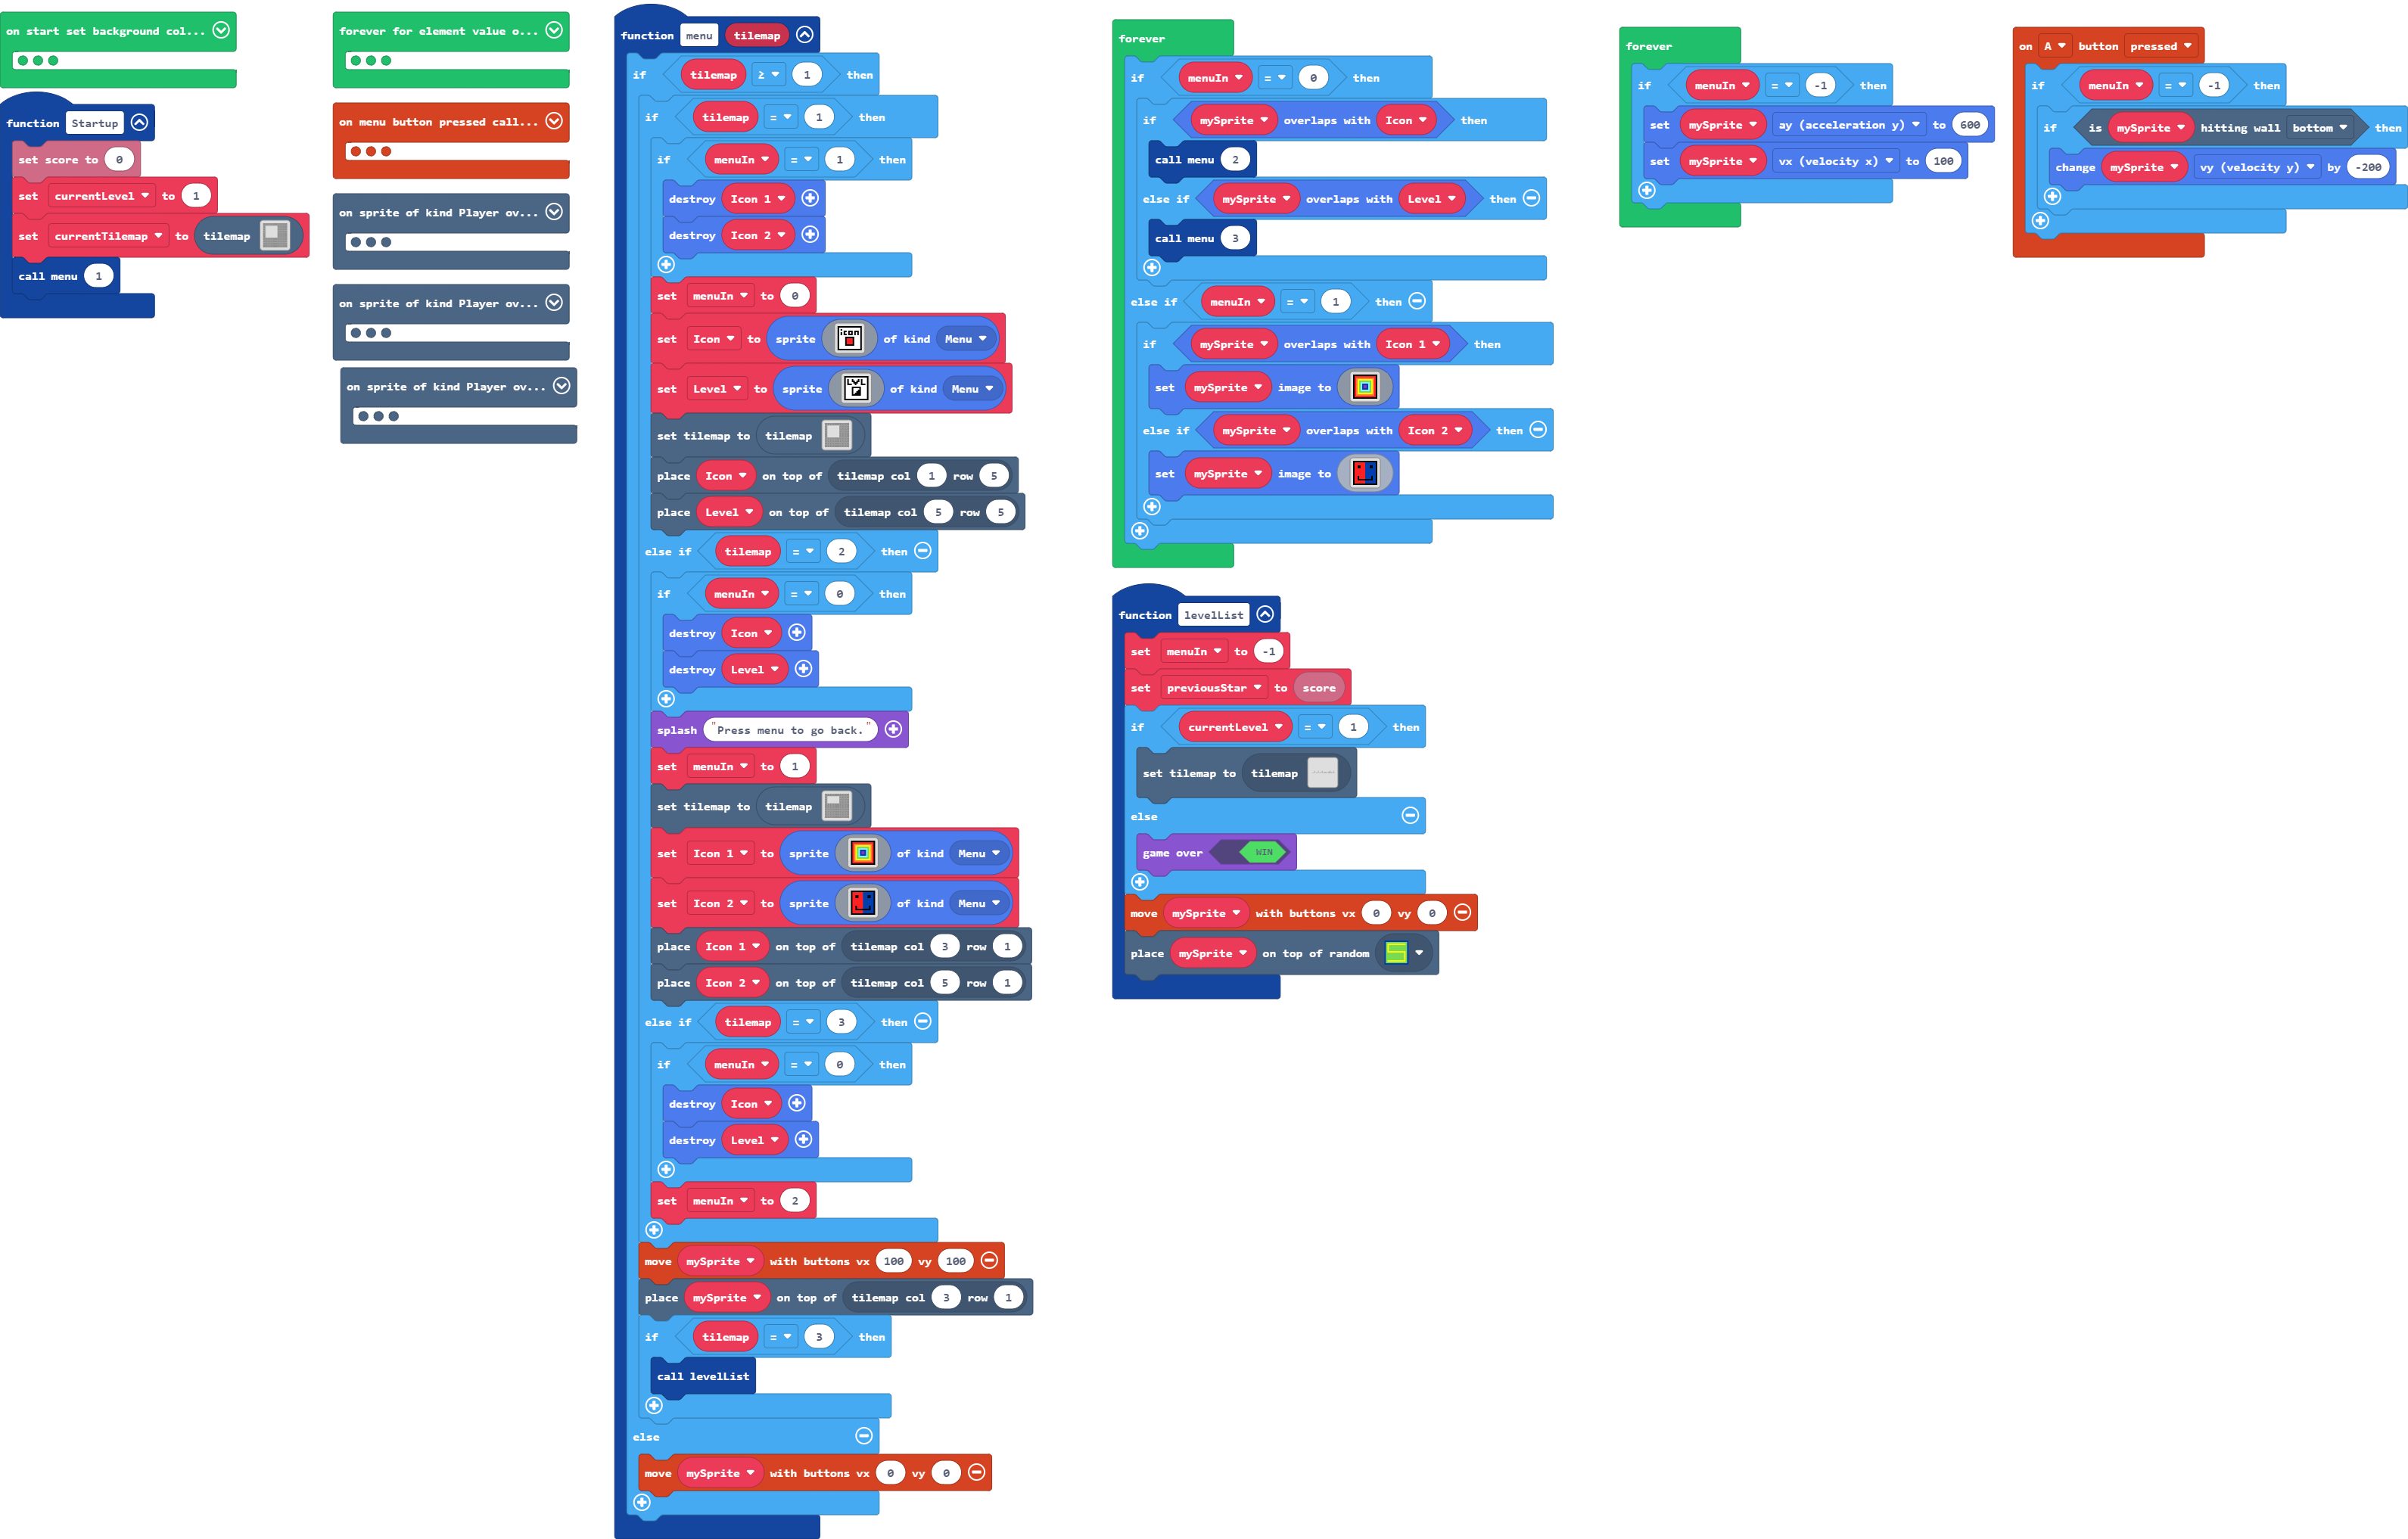 on start set background col...
function Startup
set score to 0
set currentLevel to 1
set currentTilemap to tilemap
call menu 1
forever for element value o...
on menu button pressed call...
on sprite of kind Player ov...
on sprite of kind Player ov...
on sprite of kind Player ov...
function menu tilemap
if tilemap ≥ 1 then
if tilemap = 1 then
if menuIn = 1 then
destroy Icon 1
destroy Icon 2
set menuIn to 0
set Icon to sprite icon of kind Menu
set Level to sprite LVL of kind Menu
set tilemap to tilemap
place Icon on top of tilemap col 1 row 5
place Level on top of tilemap col 5 row 5
else if tilemap = 2 then
if menuIn = 0 then
destroy Icon
destroy Level
splash "Press menu to go back."
set menuIn to 1
set tilemap to tilemap
set Icon 1 to sprite of kind Menu
set Icon 2 to sprite of kind Menu
place Icon 1 on top of tilemap col 3 row 1
place Icon 2 on top of tilemap col 5 row 1
else if tilemap = 3 then
if menuIn = 0 then
destroy Icon
destroy Level
set menuIn to 2
move mySprite with buttons vx 100 vy 100
place mySprite on top of tilemap col 3 row 1
if tilemap = 3 then
call levelList
else
move mySprite with buttons vx 0 vy 0
forever
if menuIn = 0 then
if mySprite overlaps with Icon then
call menu 2
else if mySprite overlaps with Level then
call menu 3
else if menuIn = 1 then
if mySprite overlaps with Icon 1 then
set mySprite image to
else if mySprite overlaps with Icon 2 then
set mySprite image to
function levelList
set menuIn to -1
set previousStar to score
if currentLevel = 1 then
set tilemap to tilemap
else
game over WIN
move mySprite with buttons vx 0 vy 0
place mySprite on top of random
forever
if menuIn = -1 then
set mySprite ay (acceleration y) to 600
set mySprite vx (velocity x) to 100
on A button pressed
if menuIn = -1 then
if is mySprite hitting wall bottom then
change mySprite vy (velocity y) by -200